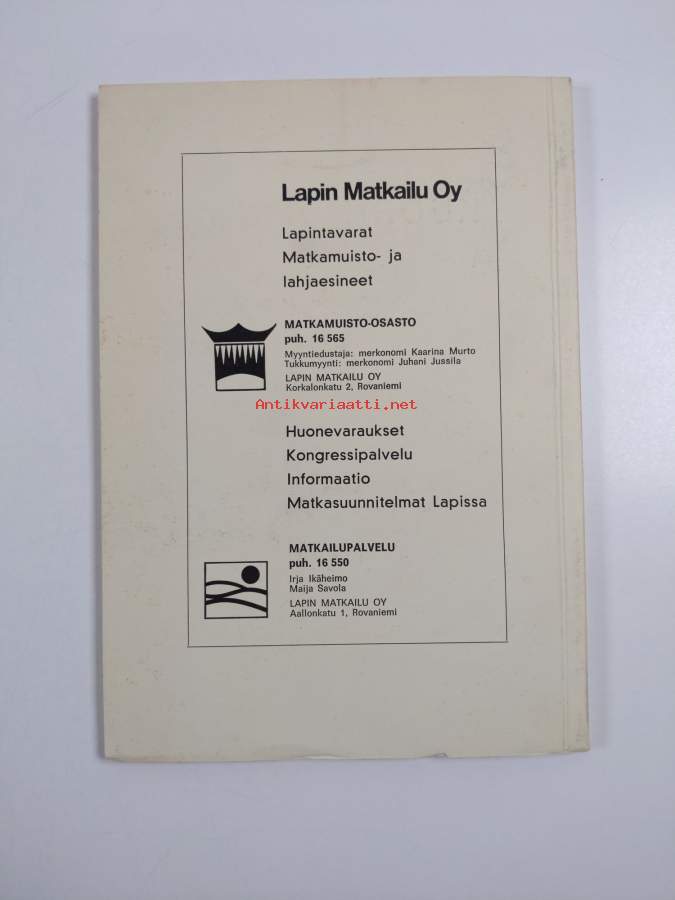 Lapin Matkailu Oy
Lapintavarat
Matkamuisto- ja
lahjaesineet
MATKAMUISTO-OSASTO
puh. 16 565
Myyntiedustaja: merkonomi Kaarina Murto
Tukkumyynti: merkonomi Juhani Jussila
LAPIN MATKAILU OY
Korkalonkatu 2, Rovaniemi
Antikvariaatti.net
Huonevaraukset
Kongressipalvelu
Informaatio
Matkasuunnitelmat Lapissa
MATKAILUPALVELU
puh. 16 550
Irja Ikäheimo
Maija Savola
LAPIN MATKAILU OY
Aallonkatu 1, Rovaniemi